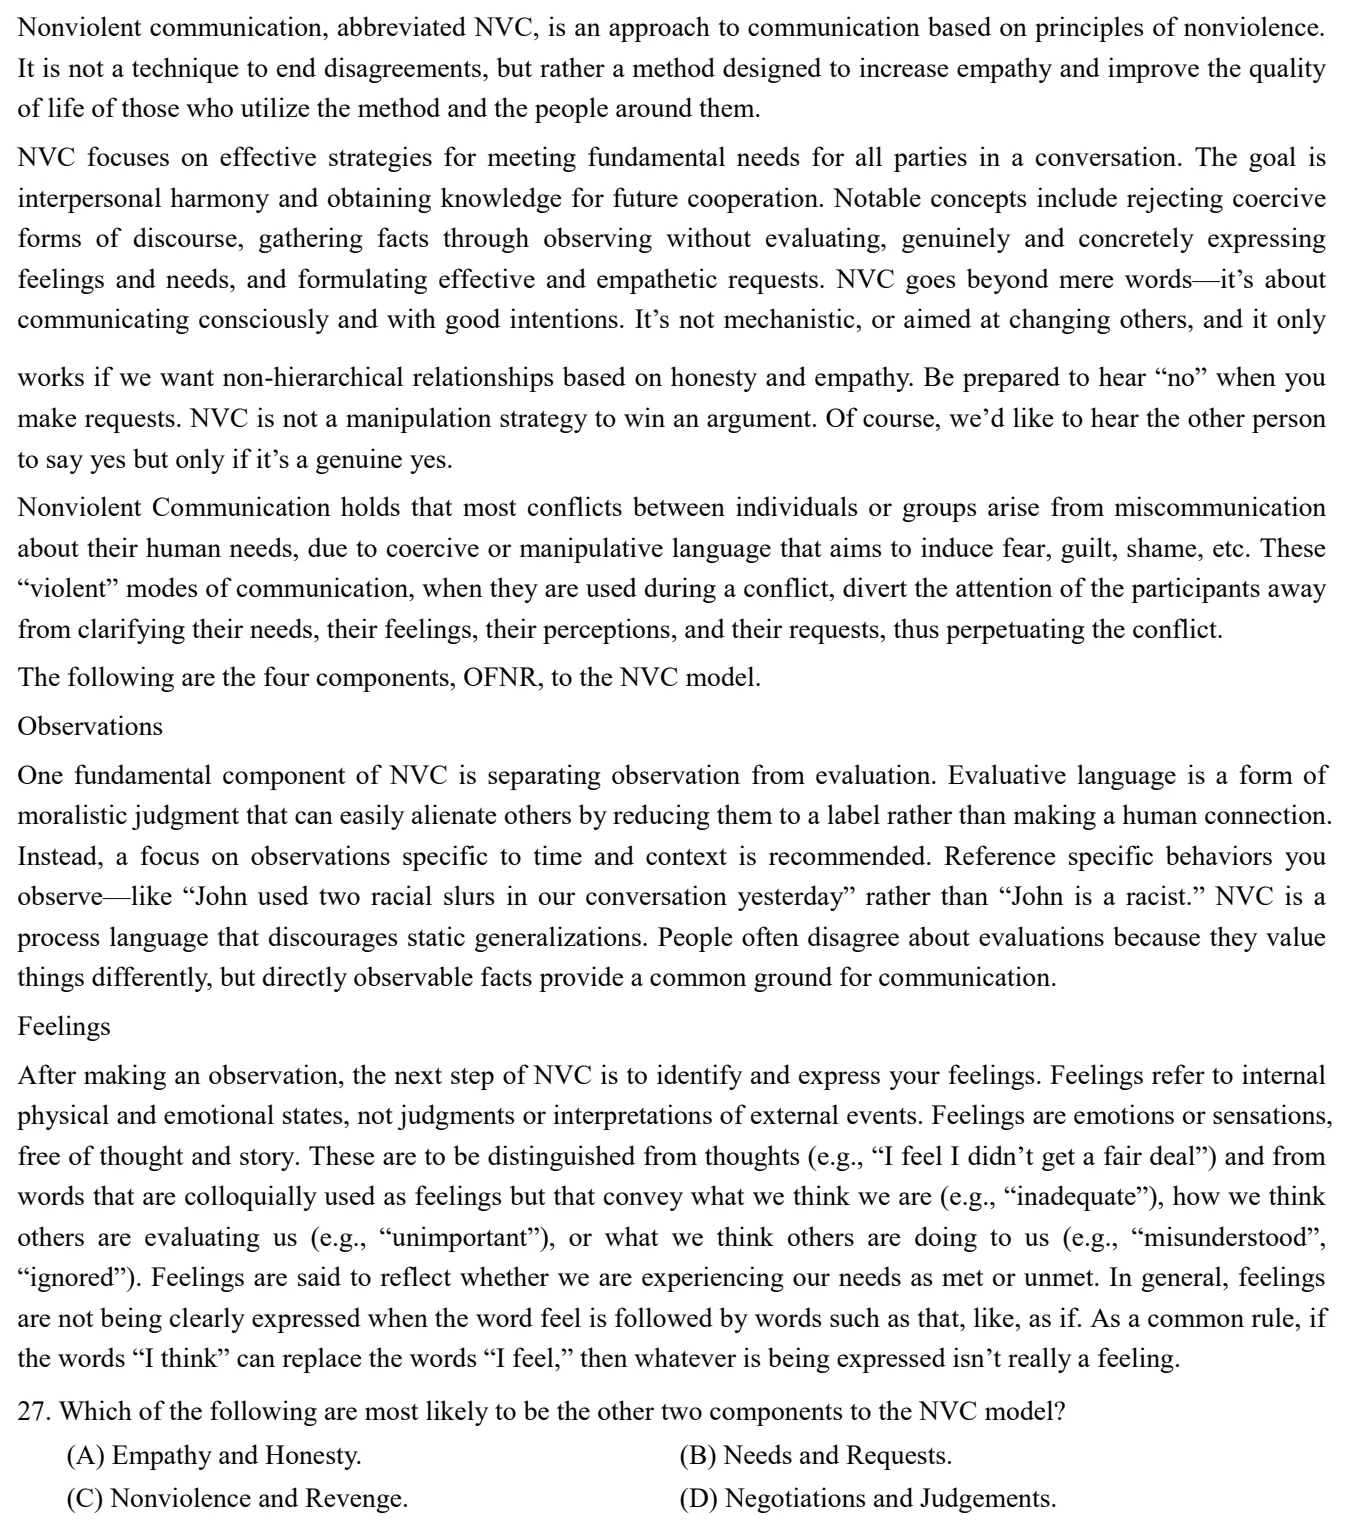 Nonviolent communication, abbreviated NVC, is an approach to communication based on principles of nonviolence.
It is not a technique to end disagreements, but rather a method designed to increase empathy and improve the quality
of life of those who utilize the method and the people around them.
NVC focuses on effective strategies for meeting fundamental needs for all parties in a conversation. The goal is
interpersonal harmony and obtaining knowledge for future cooperation. Notable concepts include rejecting coercive
forms of discourse, gathering facts through observing without evaluating, genuinely and concretely expressing
feelings and needs, and formulating effective and empathetic requests. NVC goes beyond mere words—it’s about
communicating consciously and with good intentions. It’s not mechanistic, or aimed at changing others, and it only
works if we want non-hierarchical relationships based on honesty and empathy. Be prepared to hear “no” when you
make requests. NVC is not a manipulation strategy to win an argument. Of course, we’d like to hear the other person
to say yes but only if it’s a genuine yes.
Nonviolent Communication holds that most conflicts between individuals or groups arise from miscommunication
about their human needs, due to coercive or manipulative language that aims to induce fear, guilt, shame, etc. These
“violent” modes of communication, when they are used during a conflict, divert the attention of the participants away
from clarifying their needs, their feelings, their perceptions, and their requests, thus perpetuating the conflict.
The following are the four components, OFNR, to the NVC model.
Observations
One fundamental component of NVC is separating observation from evaluation. Evaluative language is a form of
moralistic judgment that can easily alienate others by reducing them to a label rather than making a human connection.
Instead, a focus on observations specific to time and context is recommended. Reference specific behaviors you
observe—like “John used two racial slurs in our conversation yesterday” rather than “John is a racist.” NVC is a
process language that discourages static generalizations. People often disagree about evaluations because they value
things differently, but directly observable facts provide a common ground for communication.
Feelings
After making an observation, the next step of NVC is to identify and express your feelings. Feelings refer to internal
physical and emotional states, not judgments or interpretations of external events. Feelings are emotions or sensations,
free of thought and story. These are to be distinguished from thoughts (e.g., “I feel I didn’t get a fair deal”) and from
words that are colloquially used as feelings but that convey what we think we are (e.g., “inadequate”), how we think
others are evaluating us (e.g., “unimportant”), or what we think others are doing to us (e.g., “misunderstood”,
“ignored”). Feelings are said to reflect whether we are experiencing our needs as met or unmet. In general, feelings
are not being clearly expressed when the word feel is followed by words such as that, like, as if. As a common rule, if
the words “I think” can replace the words “I feel,” then whatever is being expressed isn’t really a feeling.
27. Which of the following are most likely to be the other two components to the NVC model?
(A) Empathy and Honesty. (B) Needs and Requests.
(C) Nonviolence and Revenge. (D) Negotiations and Judgements.